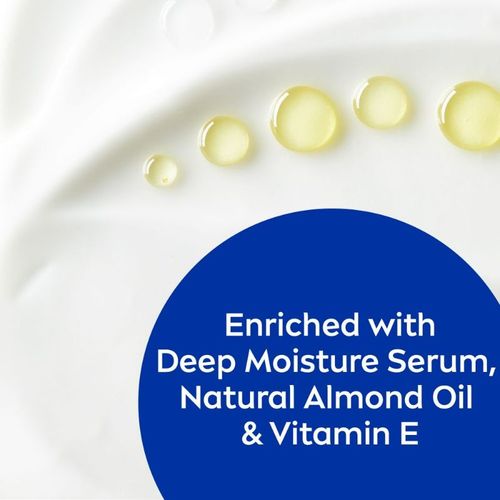 Enriched with
Deep Moisture Serum,
Natural Almond Oil
& Vitamin E